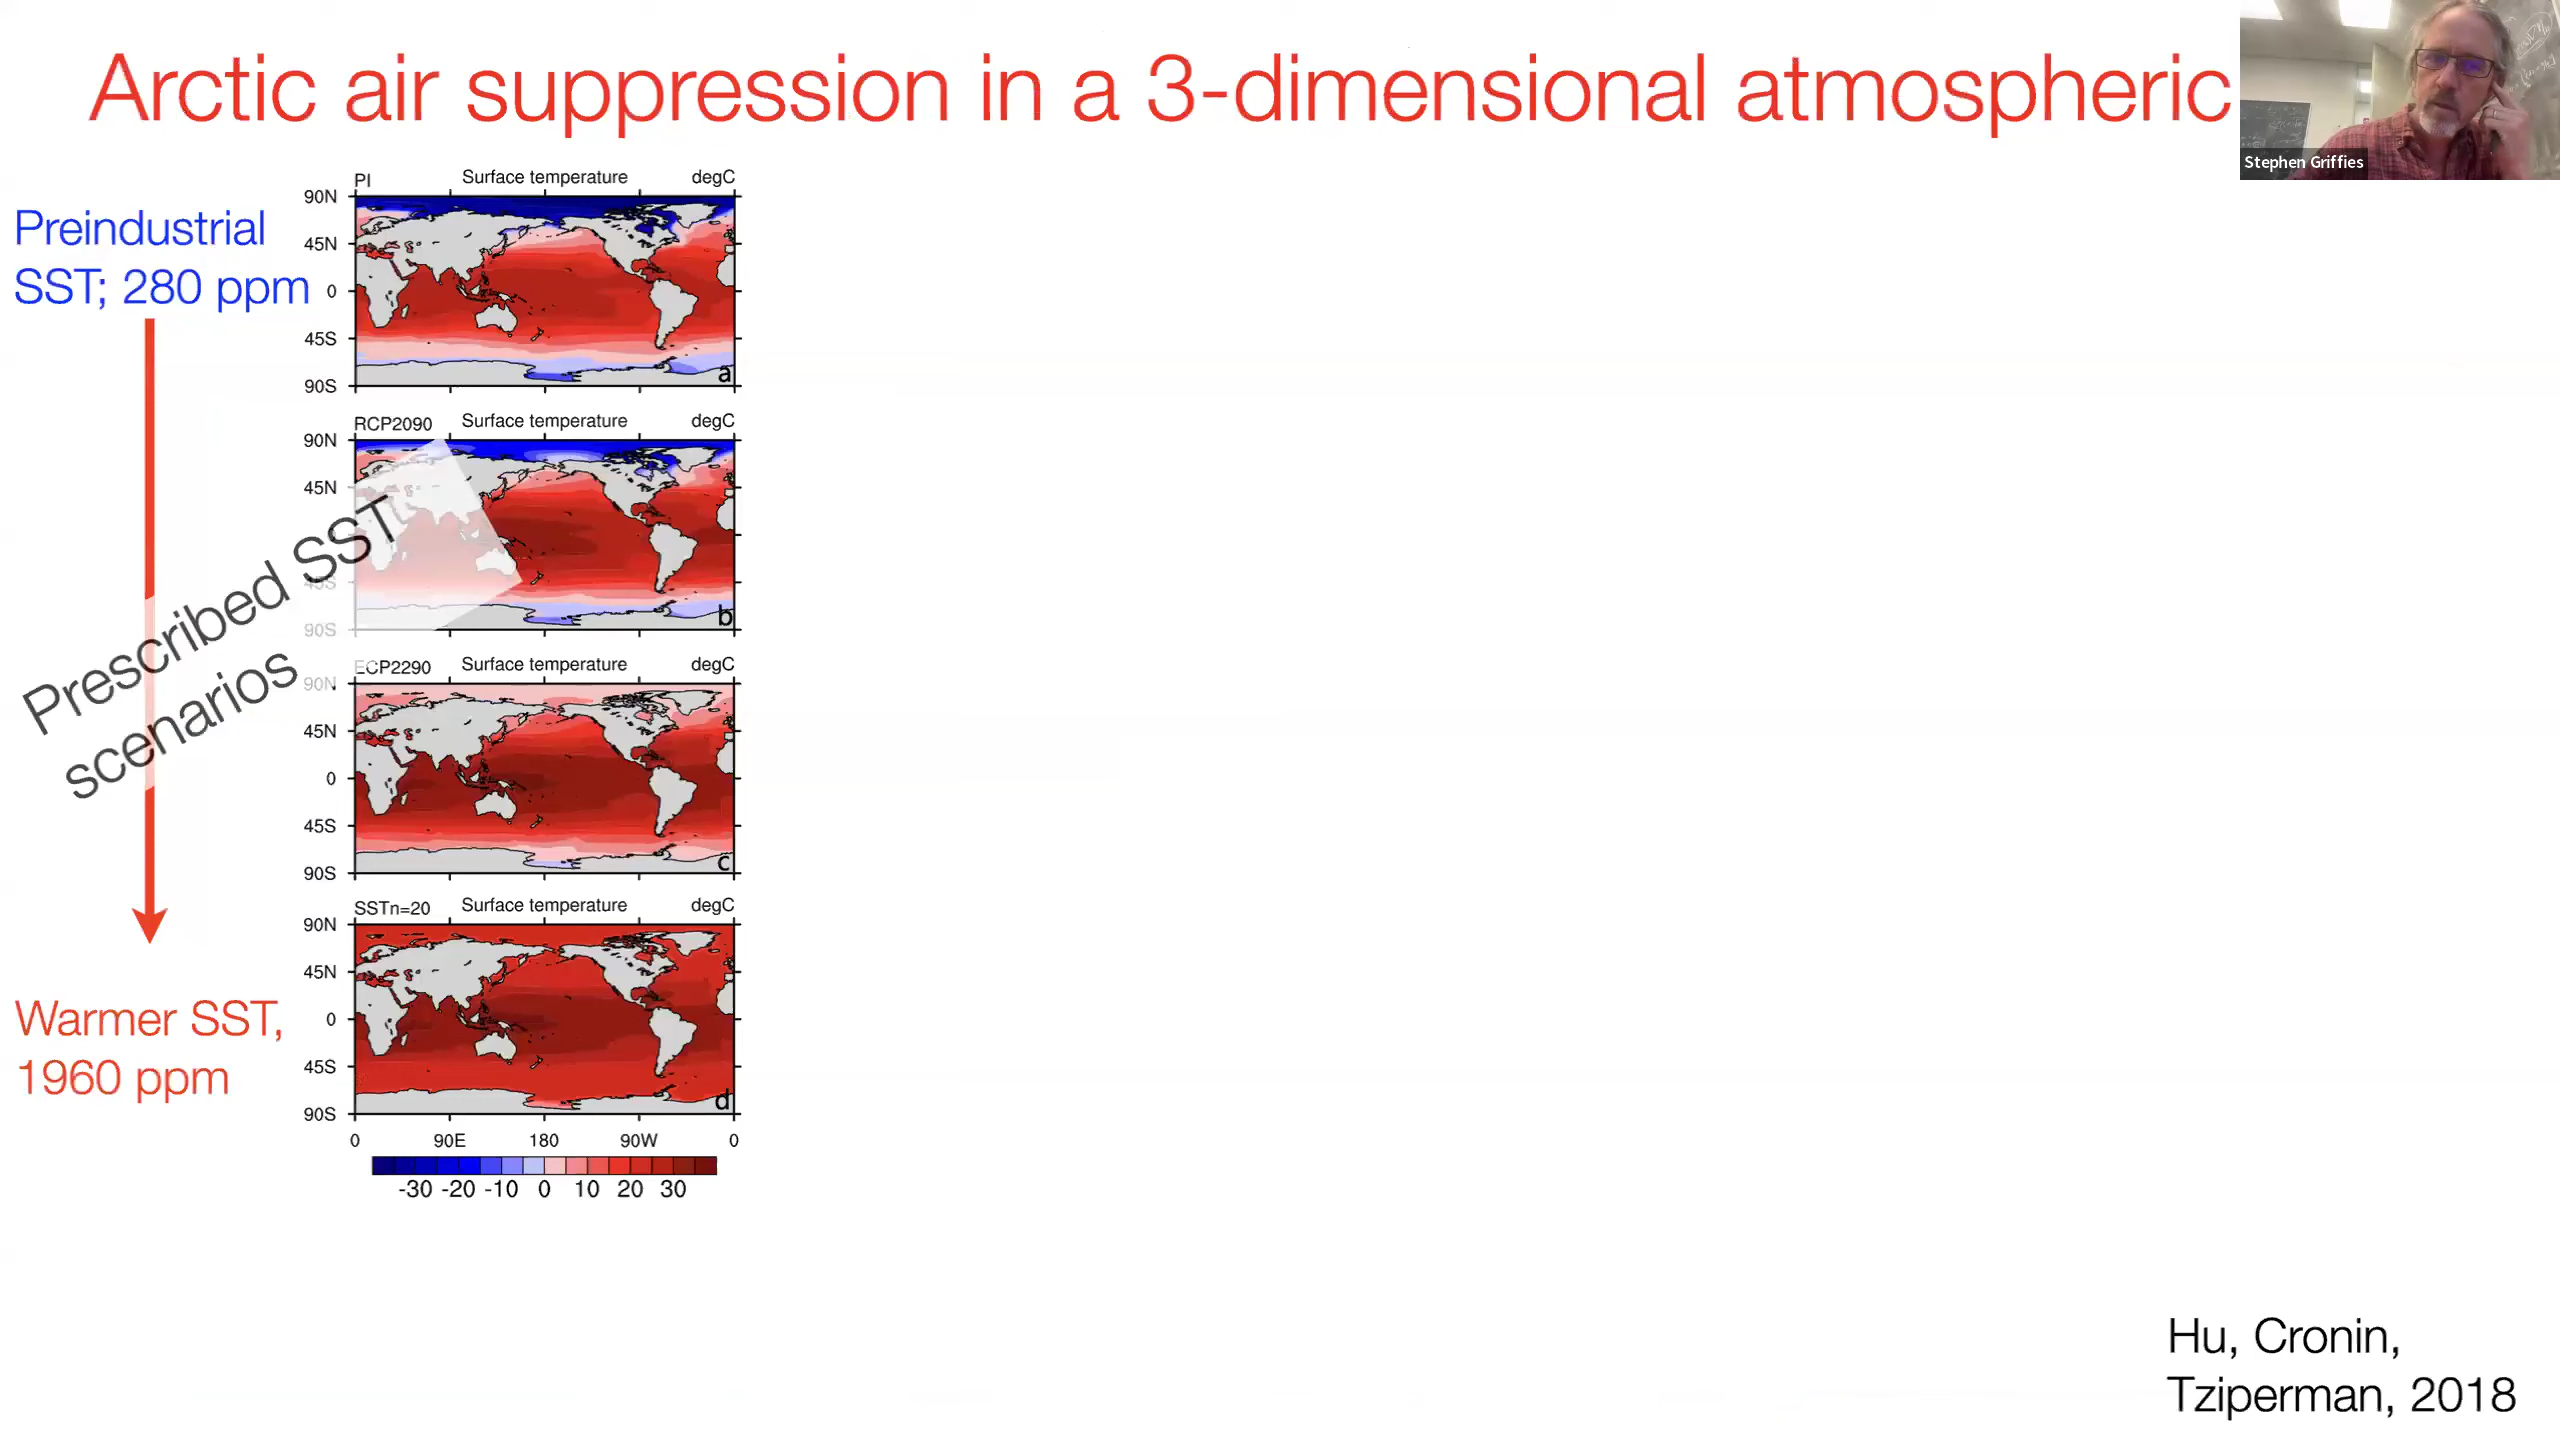 Arctic air suppression in a 3-dimensional atmospheric
Stephen Griffies
Preindustrial
SST; 280 ppm
PI Surface temperature degC
90N
45N
0
45S
90S
a
RCP2090 Surface temperature degC
90N
45N
45S
90S
b
Prescribed SST
scenarios
ECP2290 Surface temperature degC
90N
45N
0
45S
90S
c
SSTn=20 Surface temperature degC
90N
45N
0
45S
90S
d
0 90E 180 90W 0
-30 -20 -10 0 10 20 30
Warmer SST,
1960 ppm
Hu, Cronin,
Tziperman, 2018